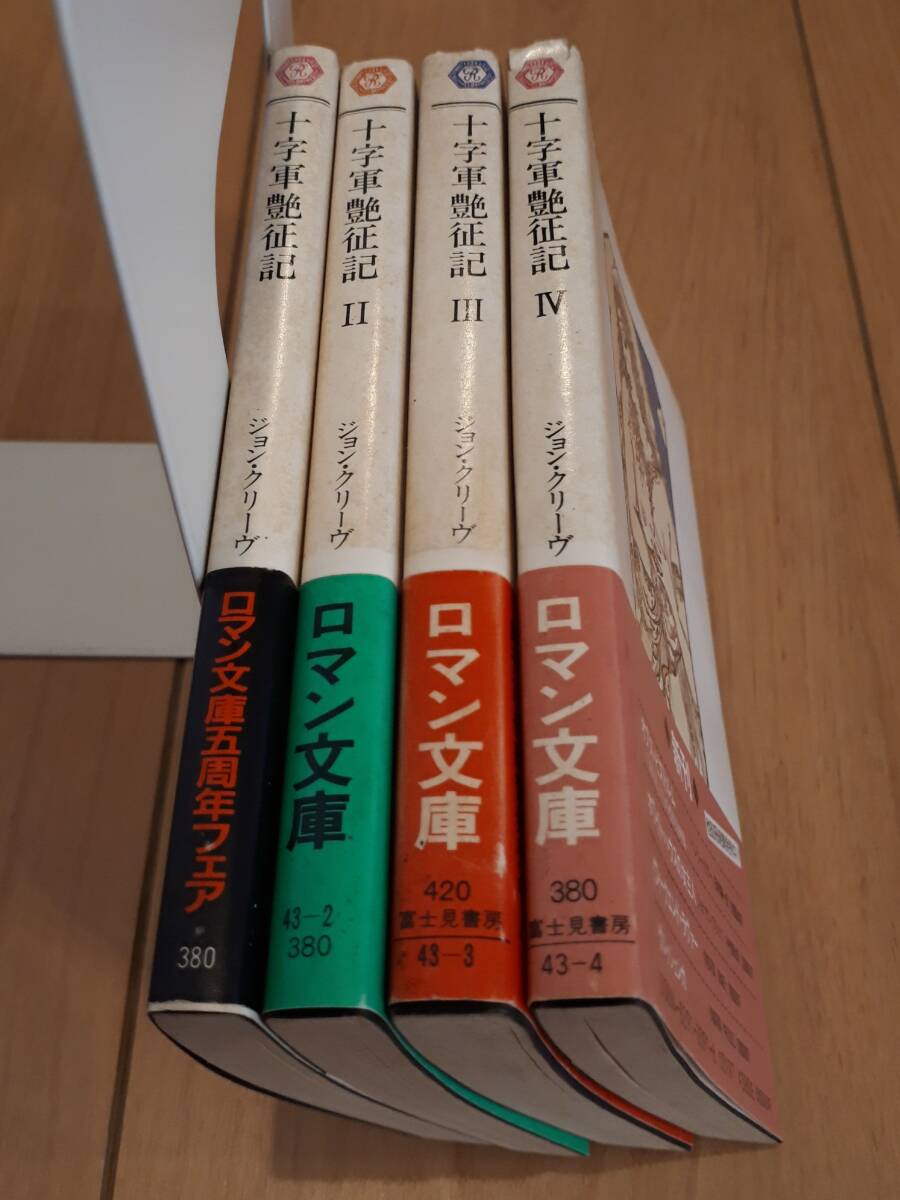 十字軍艶征記
ジョン・クリーヴ
ロマン文庫五周年フェア
380
十字軍艶征記 II
ジョン・クリーヴ
ロマン文庫
43-2
380
十字軍艶征記 III
ジョン・クリーヴ
ロマン文庫
420
富士見書房
43-3
十字軍艶征記 IV
ジョン・クリーヴ
ロマン文庫
380
富士見書房
43-4